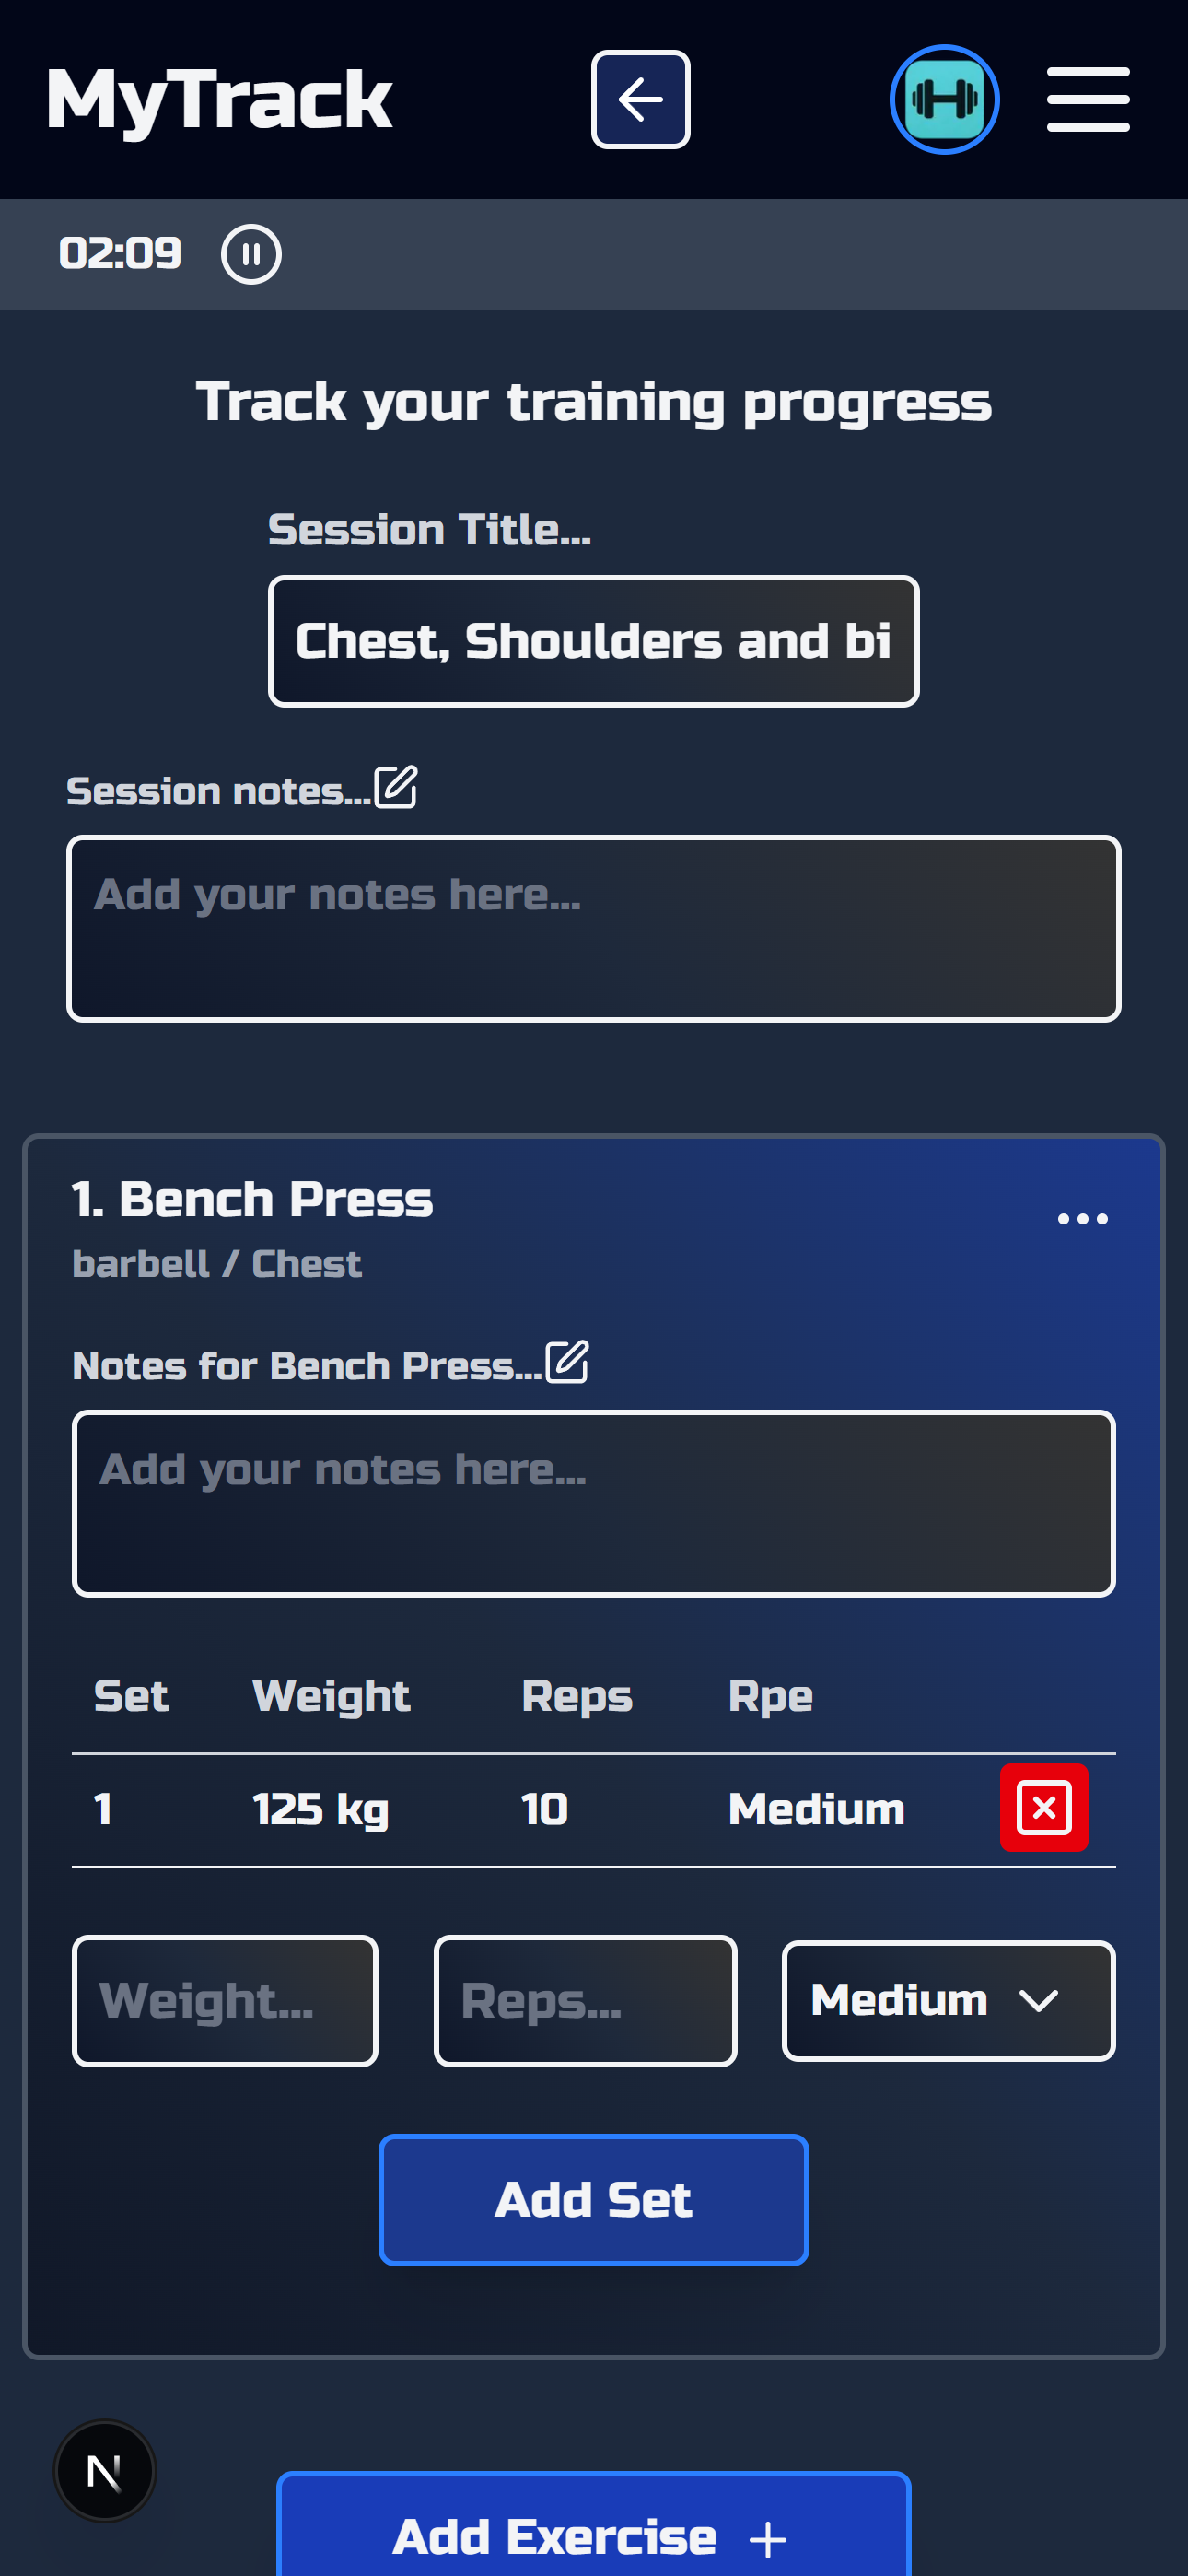 MyTrack
02:09
Track your training progress
Session Title...
Chest, Shoulders and bi
Session notes...
Add your notes here...
1. Bench Press
barbell / Chest
Notes for Bench Press...
Add your notes here...
Set Weight Reps Rpe
1 125 kg 10 Medium
Weight... Reps... Medium
Add Set
N
Add Exercise +